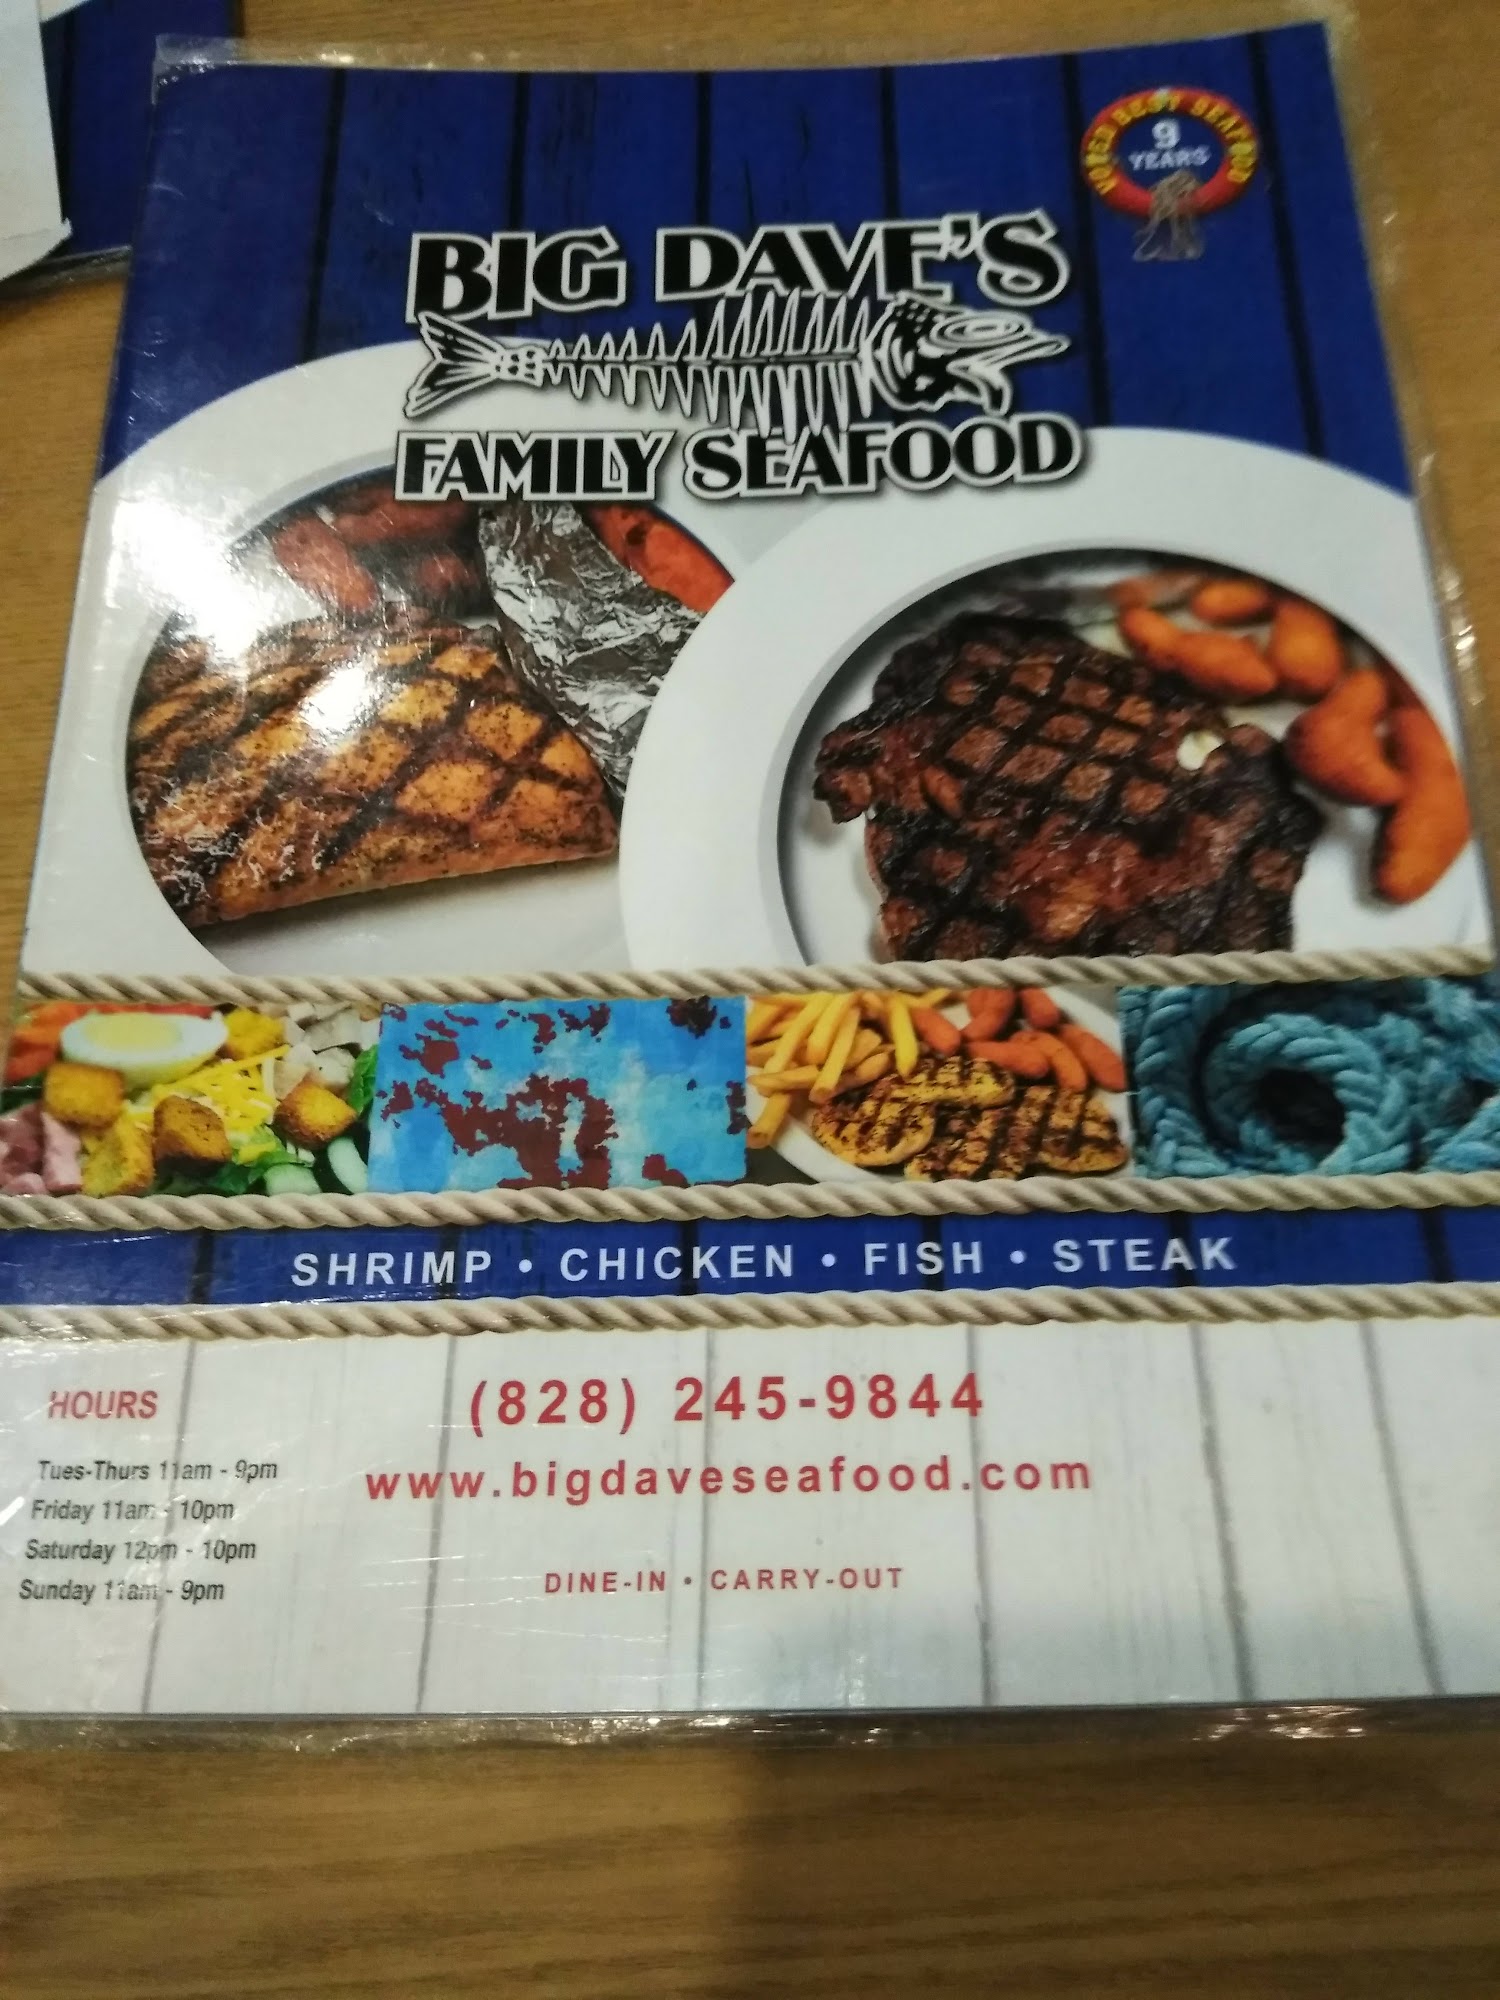 VOTED BEST SEAFOOD
9
YEARS
BIG DAVE'S
FAMILY SEAFOOD
SHRIMP • CHICKEN • FISH • STEAK
HOURS
Tues-Thurs 11am - 9pm
Friday 11am - 10pm
Saturday 12pm - 10pm
Sunday 11am - 9pm
(828) 245-9844
www.bigdaveseafood.com
DINE-IN • CARRY-OUT